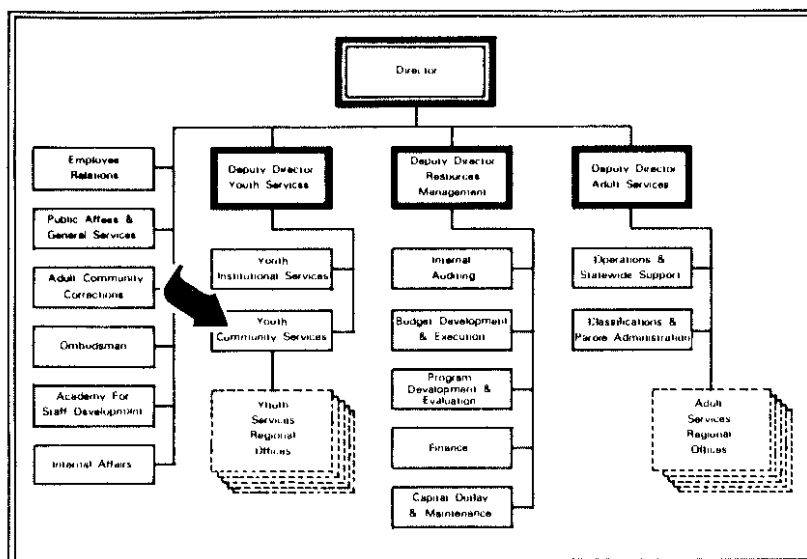 Director
Employee
Relations
Public Affairs &
General Services
Adult Community
Corrections
Ombudsman
Academy For
Staff Development
Internal Affairs
Deputy Director
Youth Services
Youth
Institutional Services
Youth
Community Services
Youth
Services
Regional
Offices
Deputy Director
Resources
Management
Internal
Auditing
Budget Development
& Execution
Program
Development &
Evaluation
Finance
Capital Outlay
& Maintenance
Deputy Director
Adult Services
Operations &
Statewide Support
Classifications &
Parole Administration
Adult
Services
Regional
Offices